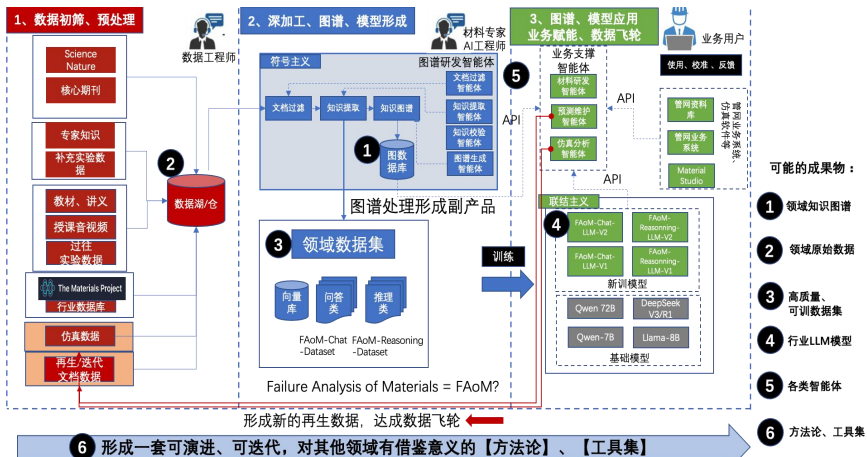 1、数据初筛、预处理
数据工程师
Science
Nature
核心期刊
专家知识
补充实验
数据
教材、讲义
授课音视频
过往
实验数据
The Materials Project
行业数据库
仿真数据
再生/迭代
文档数据
2
数据湖/仓
2、深加工、图谱、模型形成
材料专家
AI工程师
符号主义
图谱研发智能体
文档过滤
知识提取
知识图谱
文档过滤
智能体
知识提取
智能体
知识校验
智能体
图谱生成
智能体
1
图数
据库
图谱处理形成副产品
3
领域数据集
向量
库
问答
类
推理
类
FAoM-Chat
-Dataset
FAoM-Reasoning
-Dataset
Failure Analysis of Materials = FAoM?
训练
3、图谱、模型应用
业务赋能、数据飞轮
业务用户
使用、校准 、反馈
5
业务支撑
智能体
材料研发
智能体
预测维护
智能体
仿真分析
智能体
API
API
API
管网资料
库
管网业务
系统
Material
Studio
管网业务系统、
仿真软件等
联结主义
4
FAoM-Chat-
LLM-V2
FAoM-
Reasonning-
LLM-V2
FAoM-Chat-
LLM-V1
FAoM-
Reasonning-
LLM-V1
新训模型
Qwen 72B
DeepSeek
V3/R1
Qwen-7B
Llama-8B
基础模型
形成新的再生数据，达成数据飞轮
6 形成一套可演进、可迭代，对其他领域有借鉴意义的【方法论】、【工具集】
可能的成果物：
1 领域知识图谱
2 领域原始数据
3 高质量、
可训数据集
4 行业LLM模型
5 各类智能体
6 方法论、工具集